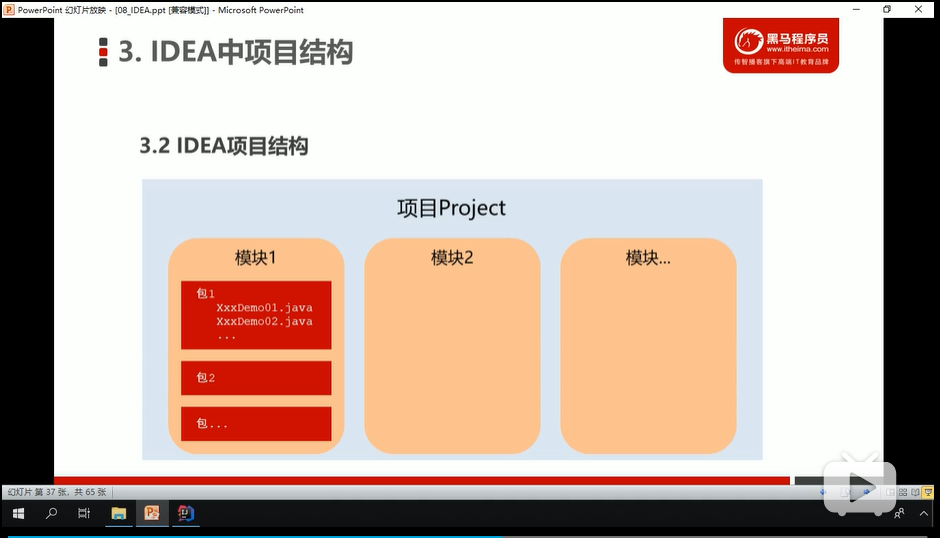 PowerPoint 幻灯片放映 - [08_IDEA.ppt [兼容模式]] - Microsoft PowerPoint
3. IDEA中项目结构
黑马程序员
www.itheima.com
传智播客旗下高端IT教育品牌
3.2 IDEA项目结构
项目Project
模块1
模块2
模块...
包1
XxxDemo01.java
XxxDemo02.java
...
包2
包...
幻灯片 第 37 张，共 65 张